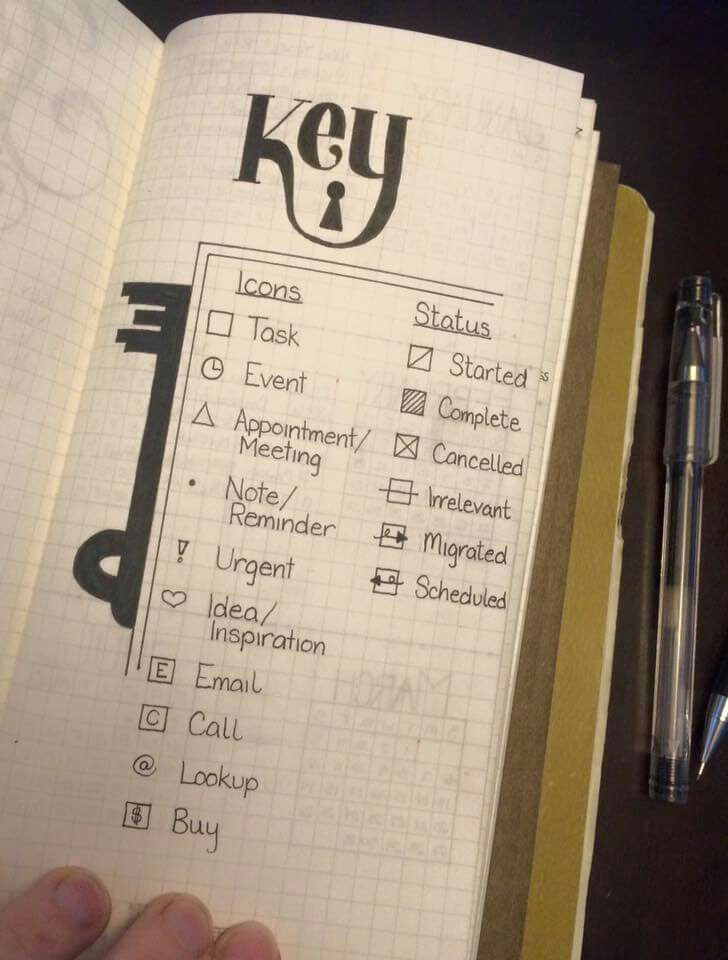 Key
Icons
Task
Event
Appointment/
Meeting
Note/
Reminder
! Urgent
Idea/
Inspiration
E Email
C Call
@ Lookup
$ Buy
Status
Started
Complete
Cancelled
Irrelevant
Migrated
Scheduled
MARCH